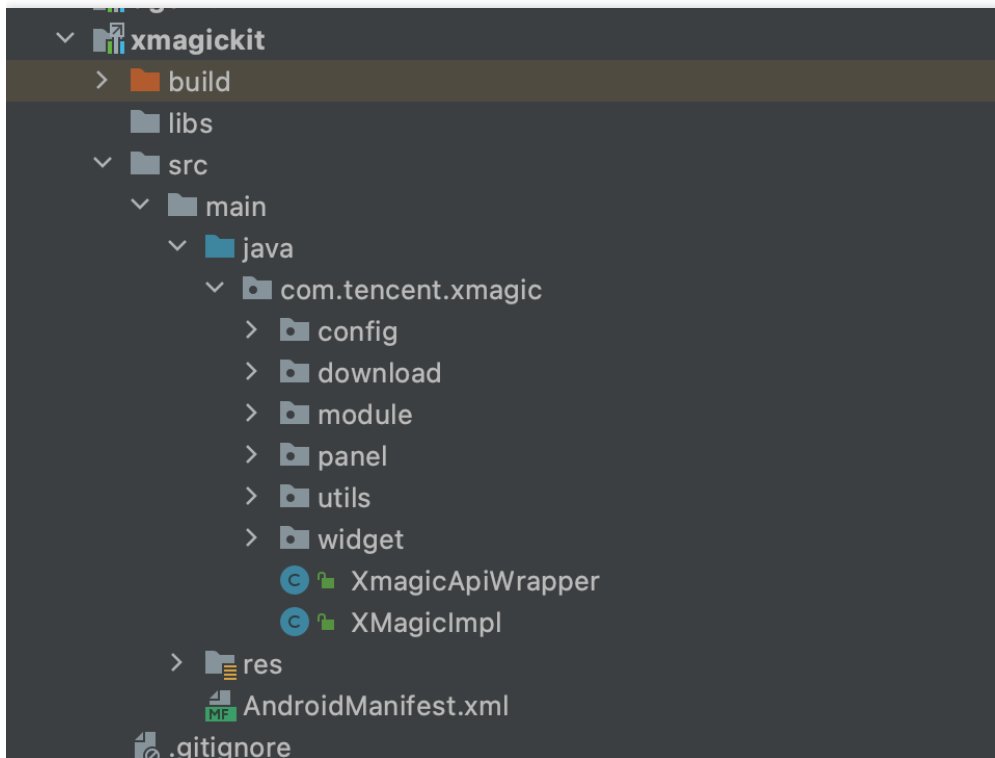 xmagickit
build
libs
src
main
java
com.tencent.xmagic
config
download
module
panel
utils
widget
C XmagicApiWrapper
C XMagicImpl
res
MF AndroidManifest.xml
.gitignore